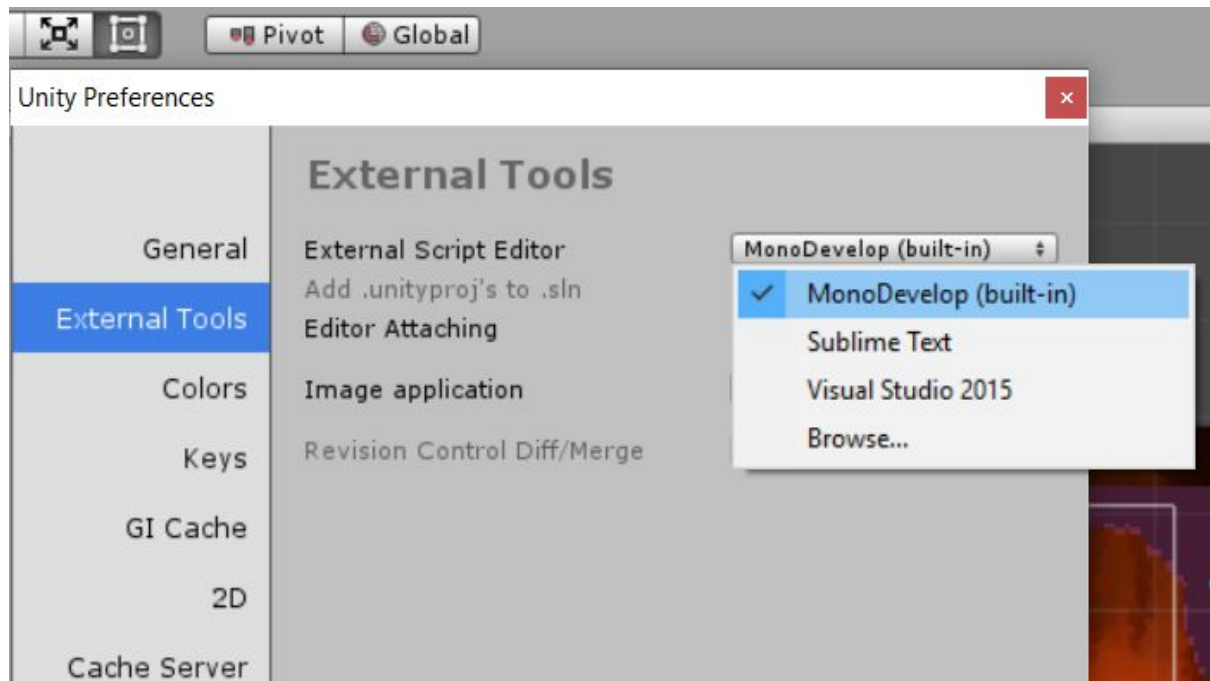 Pivot Global
Unity Preferences
External Tools
General
External Tools
Colors
Keys
GI Cache
2D
Cache Server
External Script Editor MonoDevelop (built-in)
Add .unityproj's to .sln
Editor Attaching
Image application
Revision Control Diff/Merge
MonoDevelop (built-in)
Sublime Text
Visual Studio 2015
Browse...